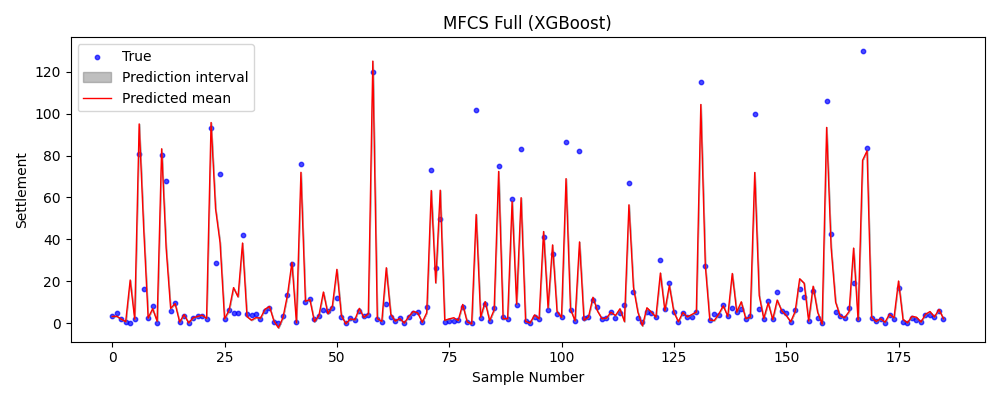 MFCS Full (XGBoost)
True
Prediction interval
Predicted mean
Settlement
120
100
80
60
40
20
0
0 25 50 75 100 125 150 175
Sample Number